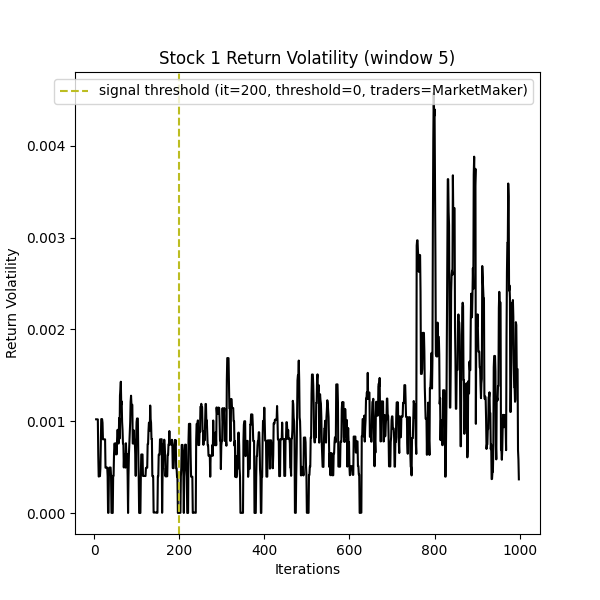 Stock 1 Return Volatility (window 5)
signal threshold (it=200, threshold=0, traders=MarketMaker)
0.004
0.003
0.002
0.001
0.000
Return Volatility
0 200 400 600 800 1000
Iterations